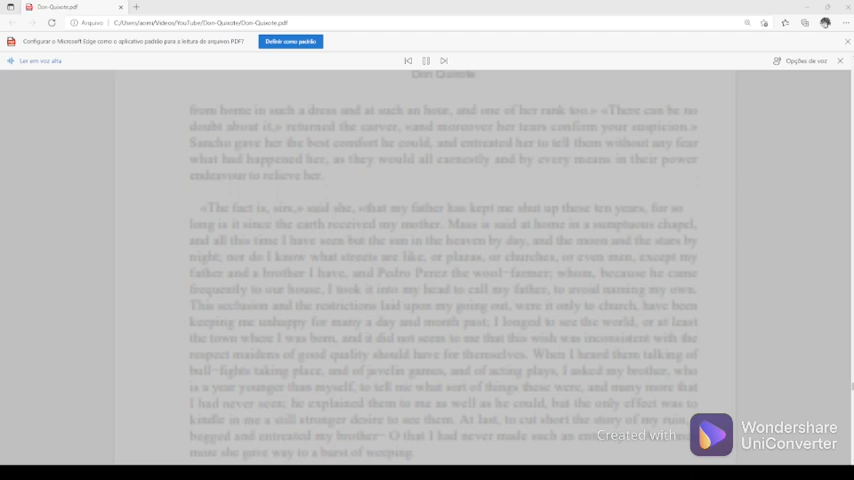 Don-Quixote.pdf
Arquivo C:/Users/iaoms/Videos/YouTube/Don-Quixote/Don-Quixote.pdf
Configurar o Microsoft Edge como o aplicativo padrão para a leitura de arquivos PDF? Definir como padrão
Ler em voz alta Opções de voz
Don Quixote
from home in such a dress and at such an hour, and one of her rank too.» «There can be no
doubt about it,» returned the carver, «and moreover her tears confirm your suspicion.»
Sancho gave her the best comfort he could, and entreated her to tell them without any fear
what had happened her, as they would all earnestly and by every means in their power
endeavour to relieve her.
«The fact is, sirs,» said she, «that my father has kept me shut up these ten years, for so
long is it since the earth received my mother. Mass is said at home in a sumptuous chapel,
and all this time I have seen but the sun in the heaven by day, and the moon and the stars by
night; nor do I know what streets are like, or plazas, or churches, or even men, except my
father and a brother I have, and Pedro Perez the wool-farmer; whom, because he came
frequently to our house, I took it into my head to call my father, to avoid naming my own.
This seclusion and the restrictions laid upon my going out, were it only to church, have been
keeping me unhappy for many a day and month past; I longed to see the world, or at least
the town where I was born, and it did not seem to me that this wish was inconsistent with the
respect maidens of good quality should have for themselves. When I heard them talking of
bull-fights taking place, and of javelin games, and of acting plays, I asked my brother, who
is a year younger than myself, to tell me what sort of things these were, and many more that
I had never seen; he explained them to me as well as he could, but the only effect was to
kindle in me a still stronger desire to see them. At last, to cut short the story of my ruin,
begged and entreated my brother- O that I had never made such an
more she gave way to a burst of weeping.
Created with Wondershare
UniConverter